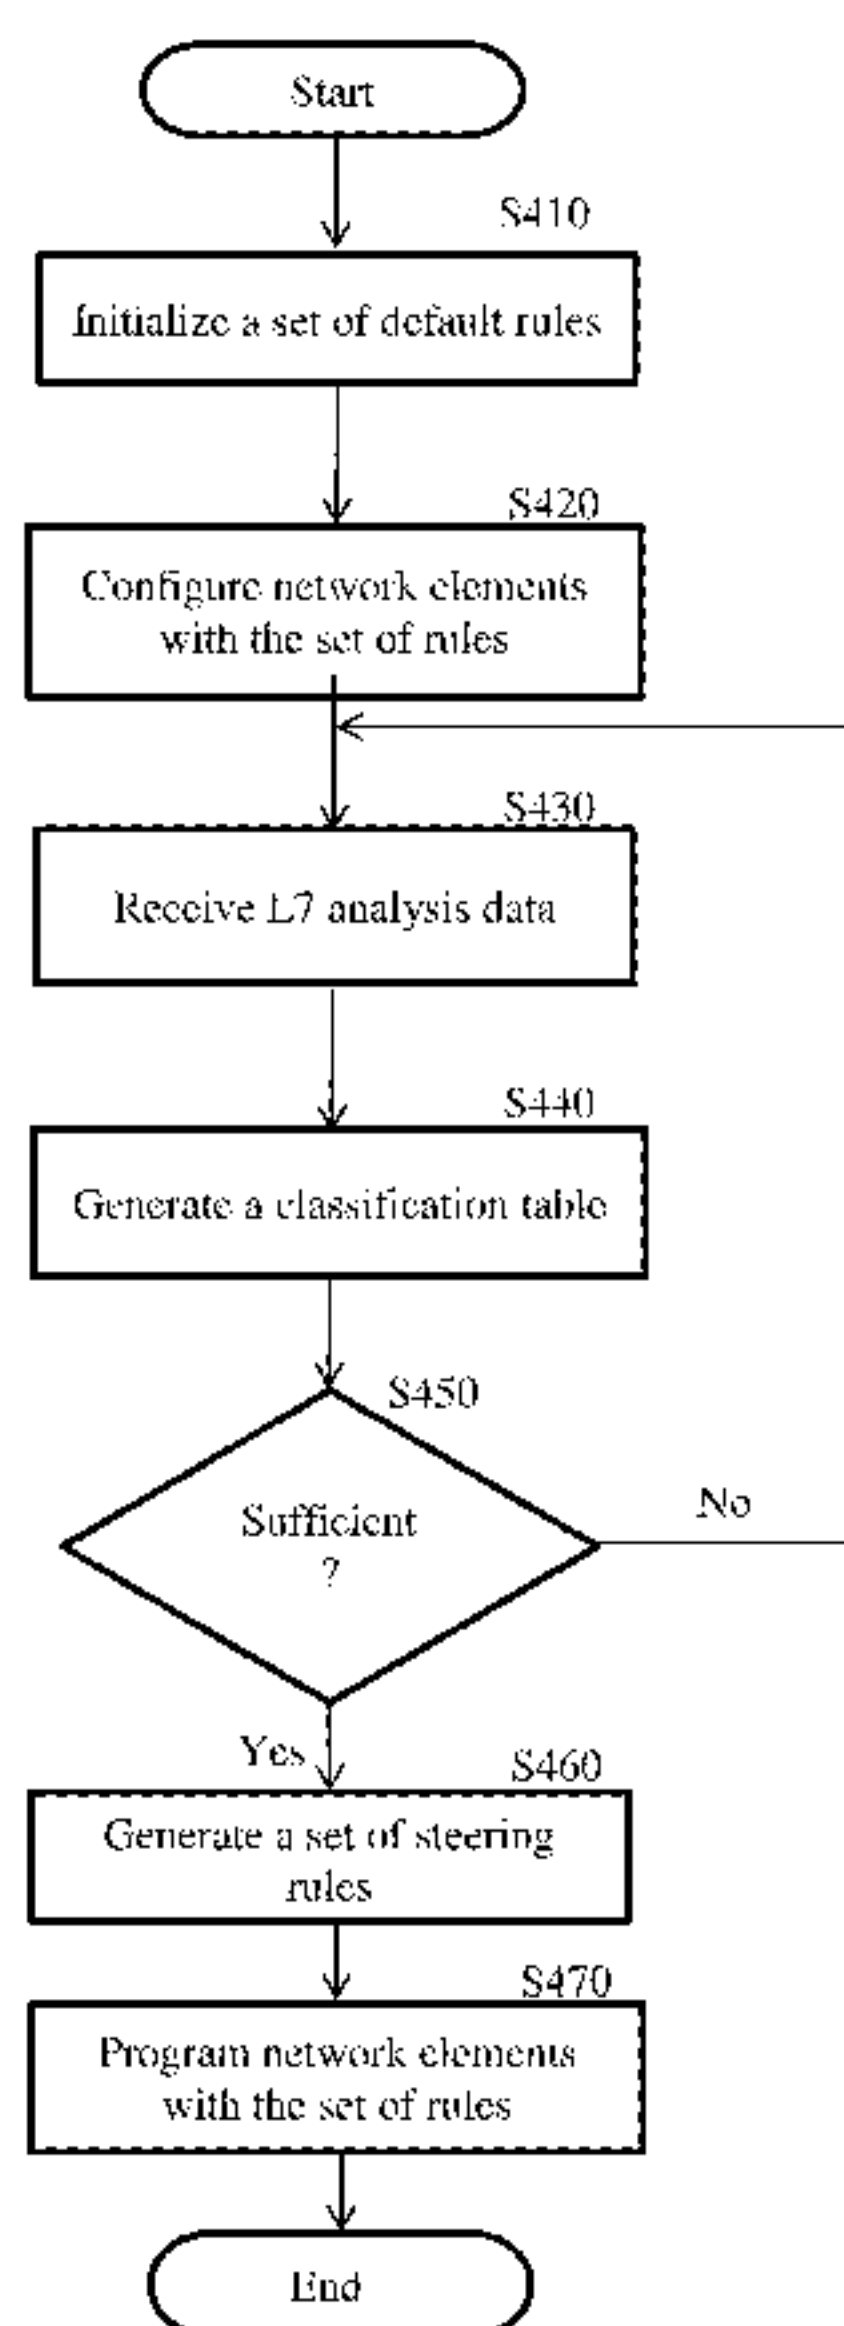 Start
S410
Initialize a set of default rules
S420
Configure network elements
with the set of rules
S430
Receive L7 analysis data
S440
Generate a classification table
S450
Sufficient
?
No
Yes
S460
Generate a set of steering
rules
S470
Program network elements
with the set of rules
End